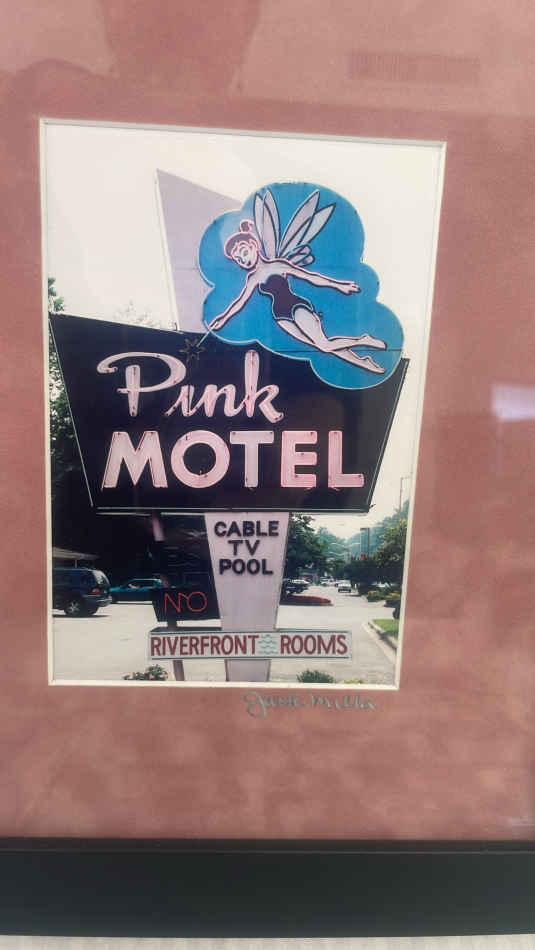 Pink
MOTEL
CABLE
TV
POOL
NO
RIVERFRONT ROOMS